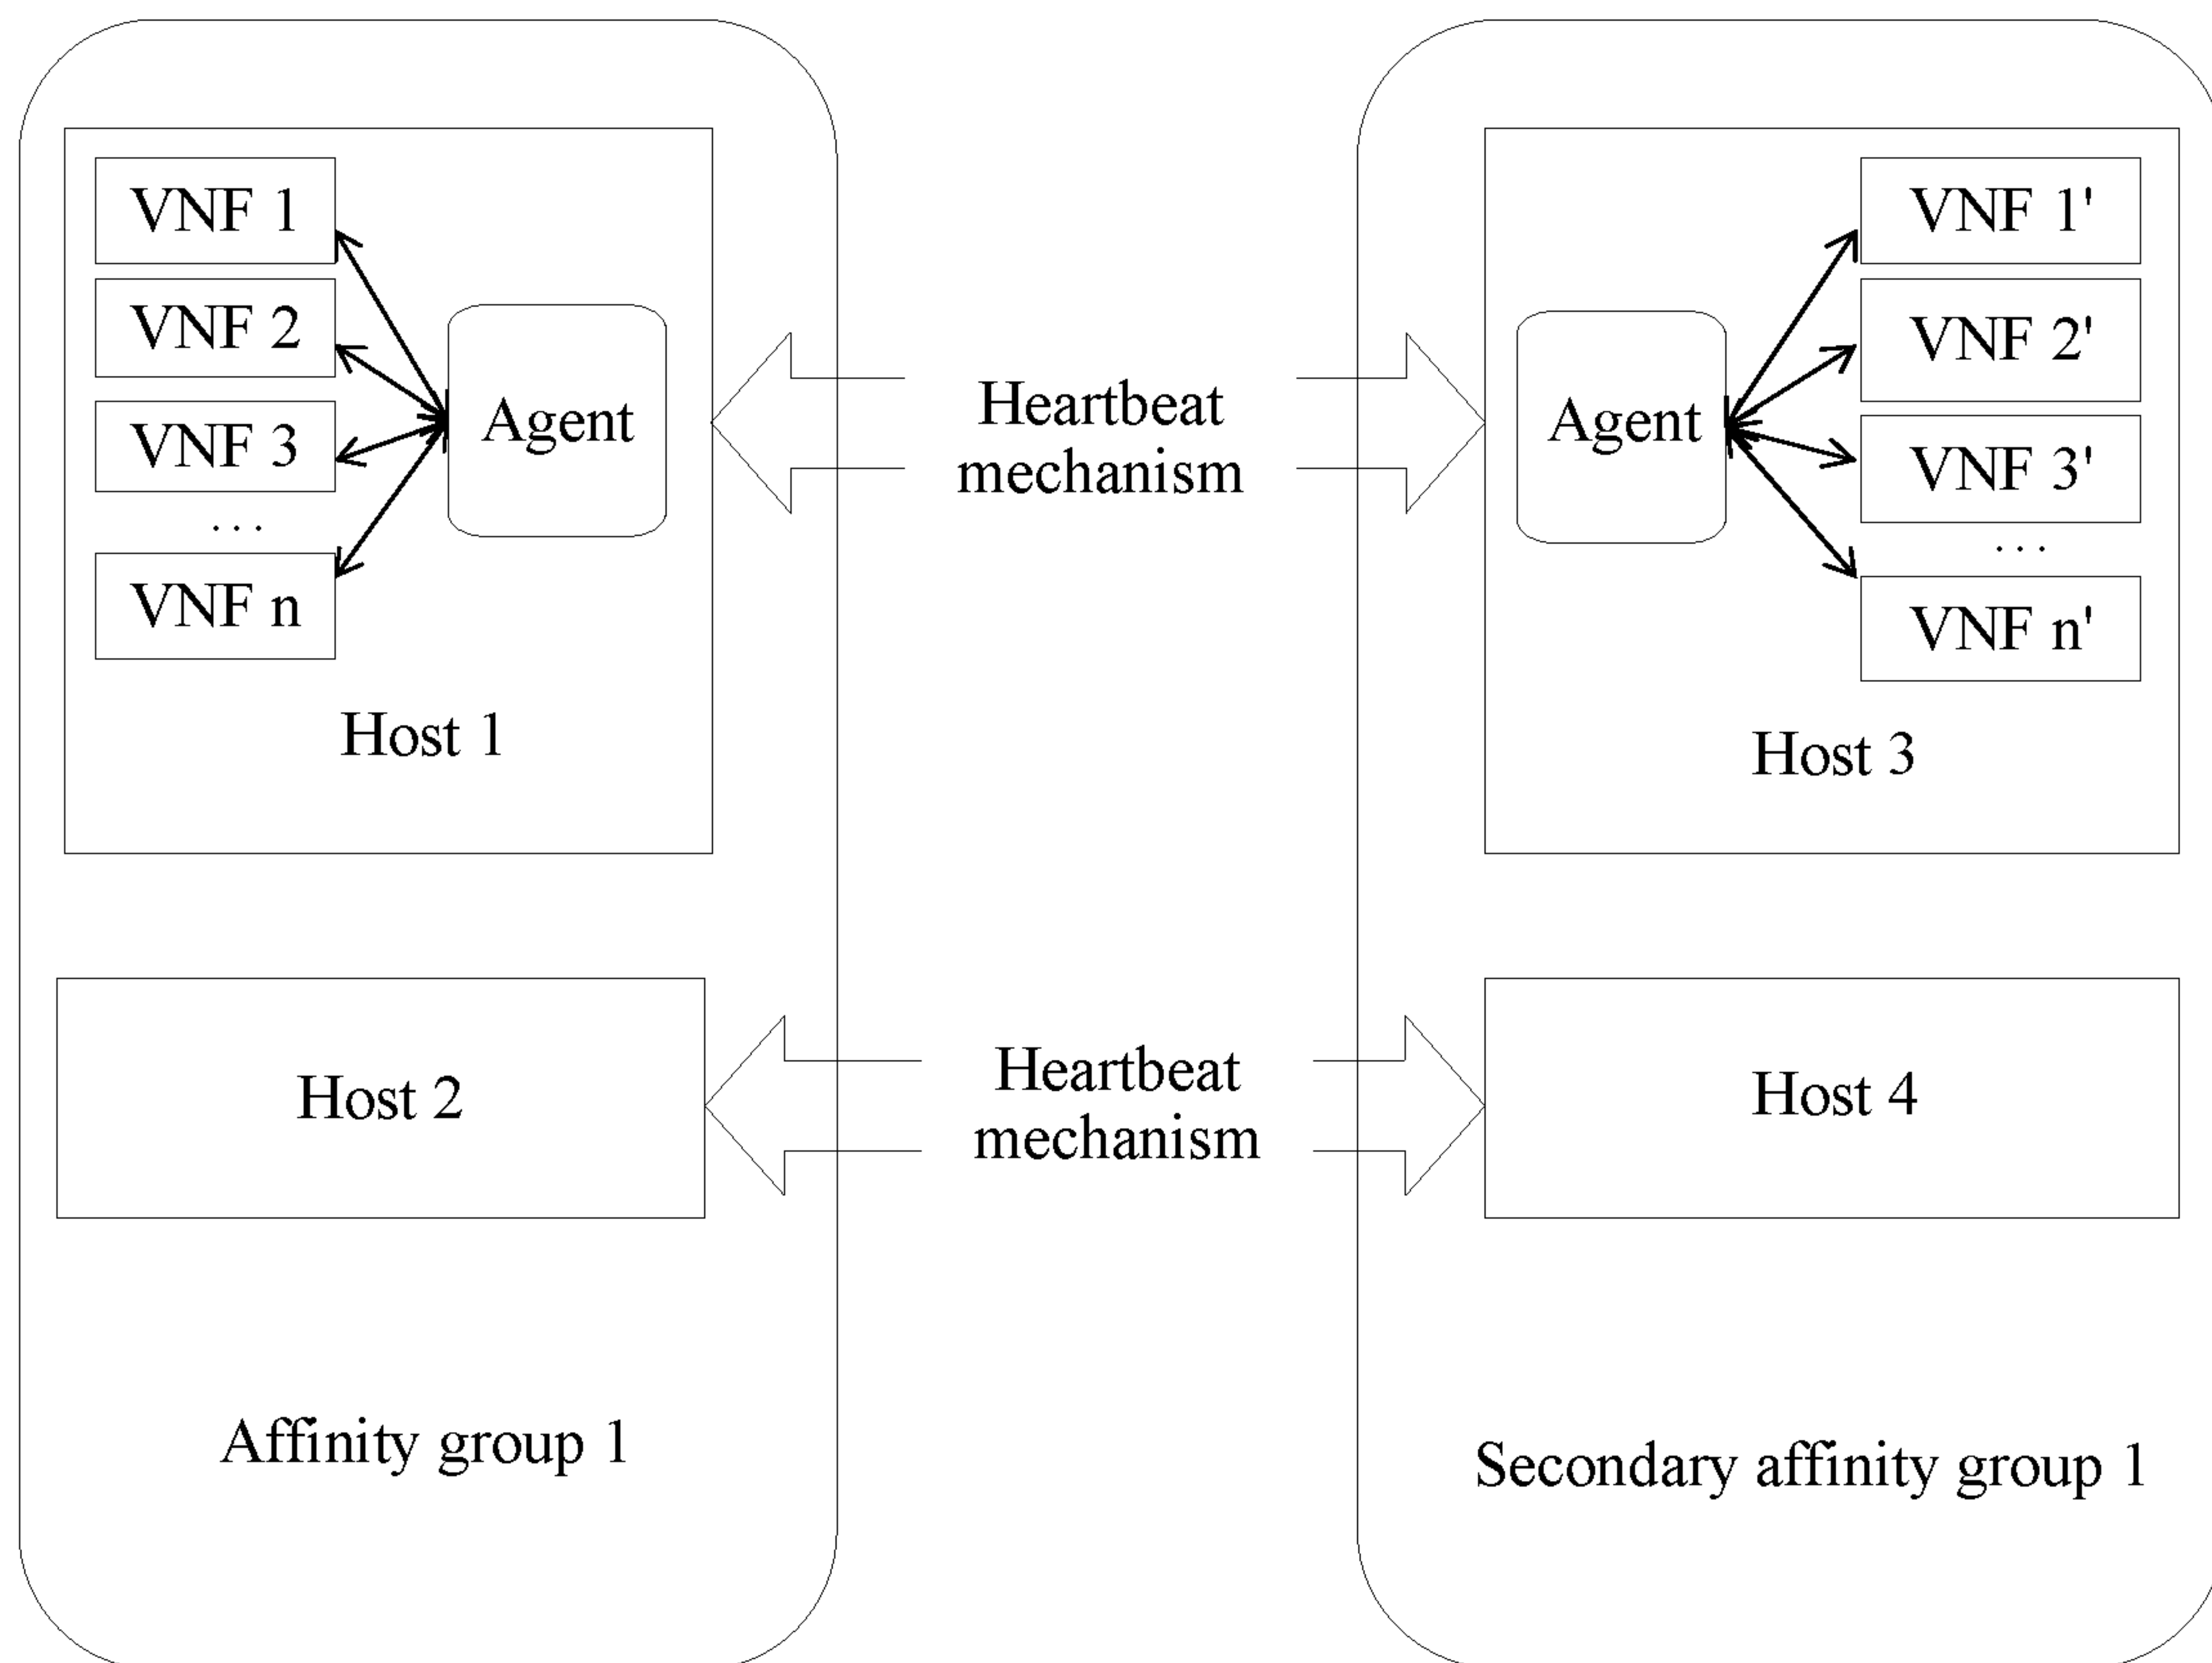 VNF 1
VNF 2
VNF 3
...
VNF n
Agent
Host 1
Heartbeat
mechanism
Agent
VNF 1'
VNF 2'
VNF 3'
...
VNF n'
Host 3
Host 2
Heartbeat
mechanism
Host 4
Affinity group 1
Secondary affinity group 1